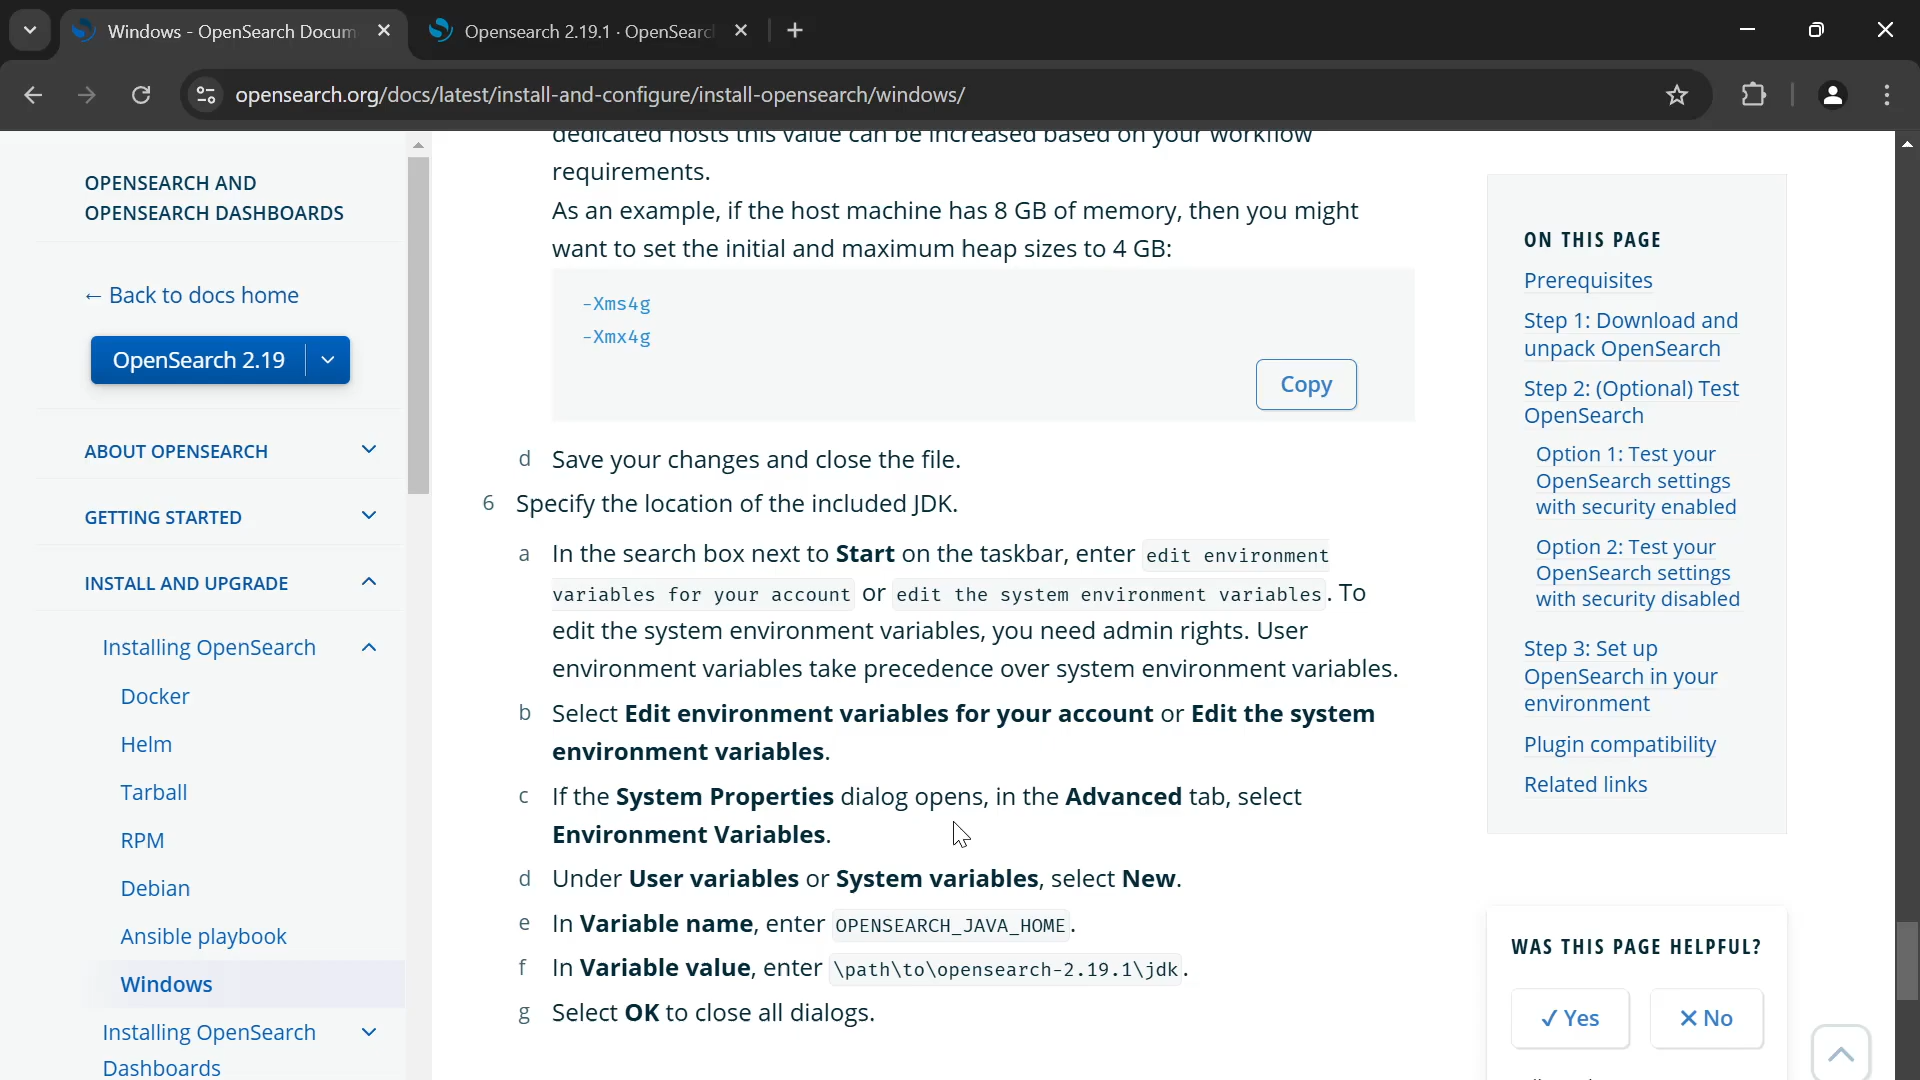 Windows - OpenSearch Docum
Opensearch 2.19.1 · OpenSearc
opensearch.org/docs/latest/install-and-configure/install-opensearch/windows/
OPENSEARCH AND
OPENSEARCH DASHBOARDS
← Back to docs home
OpenSearch 2.19
ABOUT OPENSEARCH
GETTING STARTED
INSTALL AND UPGRADE
Installing OpenSearch
Docker
Helm
Tarball
RPM
Debian
Ansible playbook
Windows
Installing OpenSearch
Dashboards
dedicated hosts this value can be increased based on your workflow
requirements.
As an example, if the host machine has 8 GB of memory, then you might
want to set the initial and maximum heap sizes to 4 GB:
-Xms4g
-Xmx4g
Copy
d Save your changes and close the file.
6 Specify the location of the included JDK.
a In the search box next to Start on the taskbar, enter edit environment
variables for your account or edit the system environment variables. To
edit the system environment variables, you need admin rights. User
environment variables take precedence over system environment variables.
b Select Edit environment variables for your account or Edit the system
environment variables.
c If the System Properties dialog opens, in the Advanced tab, select
Environment Variables.
d Under User variables or System variables, select New.
e In Variable name, enter OPENSEARCH_JAVA_HOME.
f In Variable value, enter \path\to\opensearch-2.19.1\jdk.
g Select OK to close all dialogs.
ON THIS PAGE
Prerequisites
Step 1: Download and
unpack OpenSearch
Step 2: (Optional) Test
OpenSearch
Option 1: Test your
OpenSearch settings
with security enabled
Option 2: Test your
OpenSearch settings
with security disabled
Step 3: Set up
OpenSearch in your
environment
Plugin compatibility
Related links
WAS THIS PAGE HELPFUL?
✓ Yes
✕ No